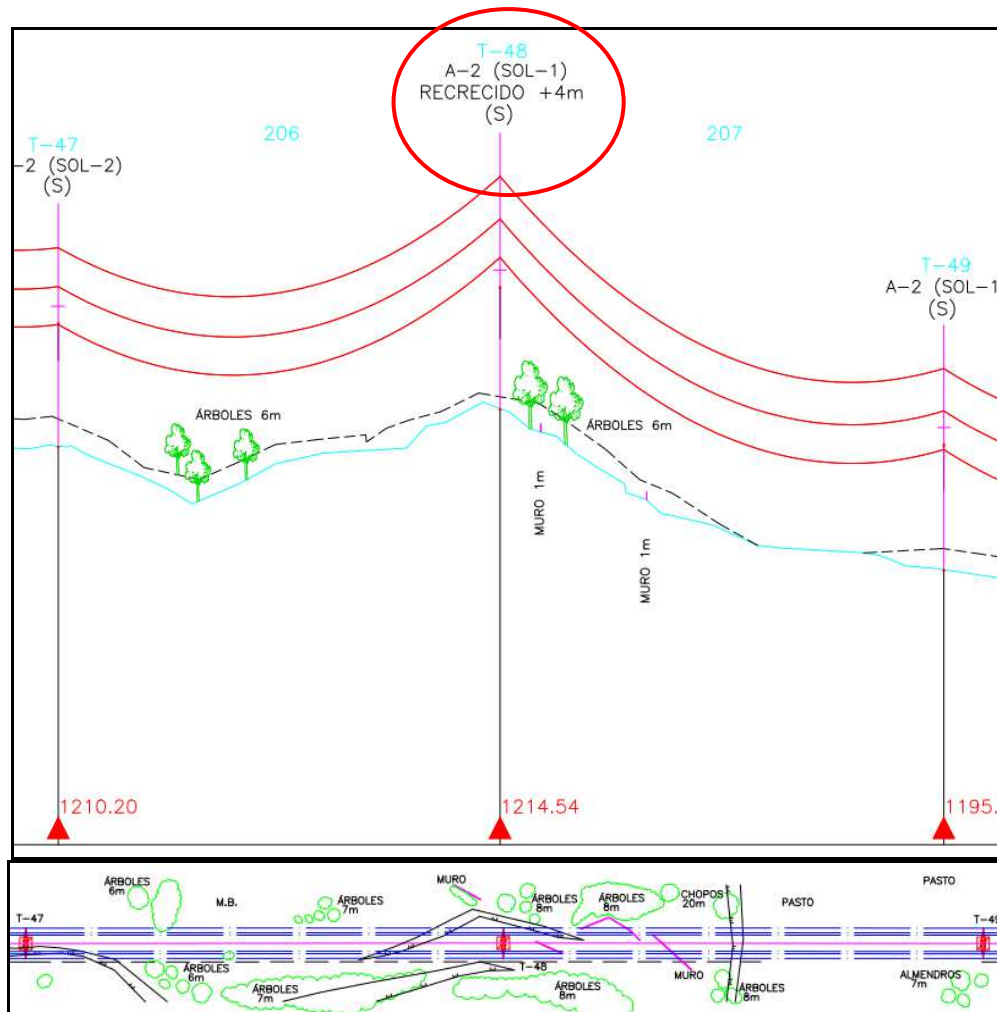 T-48
A-2 (SOL-1)
RECRECIDO +4m
(S)
206
207
T-47
-2 (SOL-2)
(S)
T-49
A-2 (SOL-1
(S)
ÁRBOLES 6m
ÁRBOLES 6m
MURO 1m
MURO 1m
1210.20
1214.54
1195.
ÁRBOLES
6m
M.B.
ÁRBOLES
7m
MURO
ÁRBOLES
8m
ÁRBOLES
8m
CHOPOS
20m
PASTO
PASTO
T-47
T-49
ÁRBOLES
6m
ÁRBOLES
7m
T-48
ÁRBOLES
8m
MURO
ÁRBOLES
8m
ALMENDROS
7m